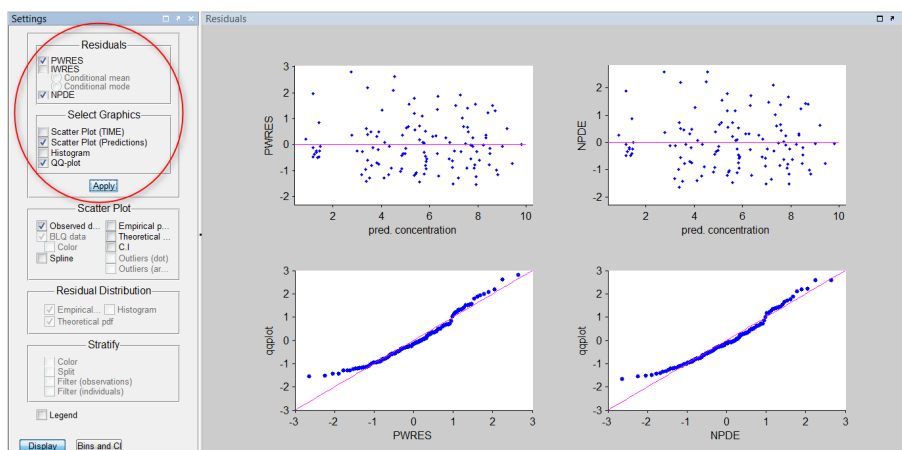 Settings
Residuals
PWRES
IWRES
Conditional mean
Conditional mode
NPDE
Select Graphics
Scatter Plot (TIME)
Scatter Plot (Predictions)
Histogram
QQ-plot
Apply
Scatter Plot
Observed d... Empirical p...
BLQ data Theoretical ...
Color C.I
Spline Outliers (dot)
Outliers (ar...
Residual Distribution
Empirical... Histogram
Theoretical pdf
Stratify
Color
Split
Filter (observations)
Filter (individuals)
Legend
Display Bins and CI
Residuals
3
2
1
0
-1
-2
PWRES
2 4 6 8 10
pred. concentration
2
1
0
-1
-2
NPDE
2 4 6 8 10
pred. concentration
3
2
1
0
-1
-2
-3
qqplot
-3 -2 -1 0 1 2 3
PWRES
3
2
1
0
-1
-2
-3
qqplot
-3 -2 -1 0 1 2 3
NPDE